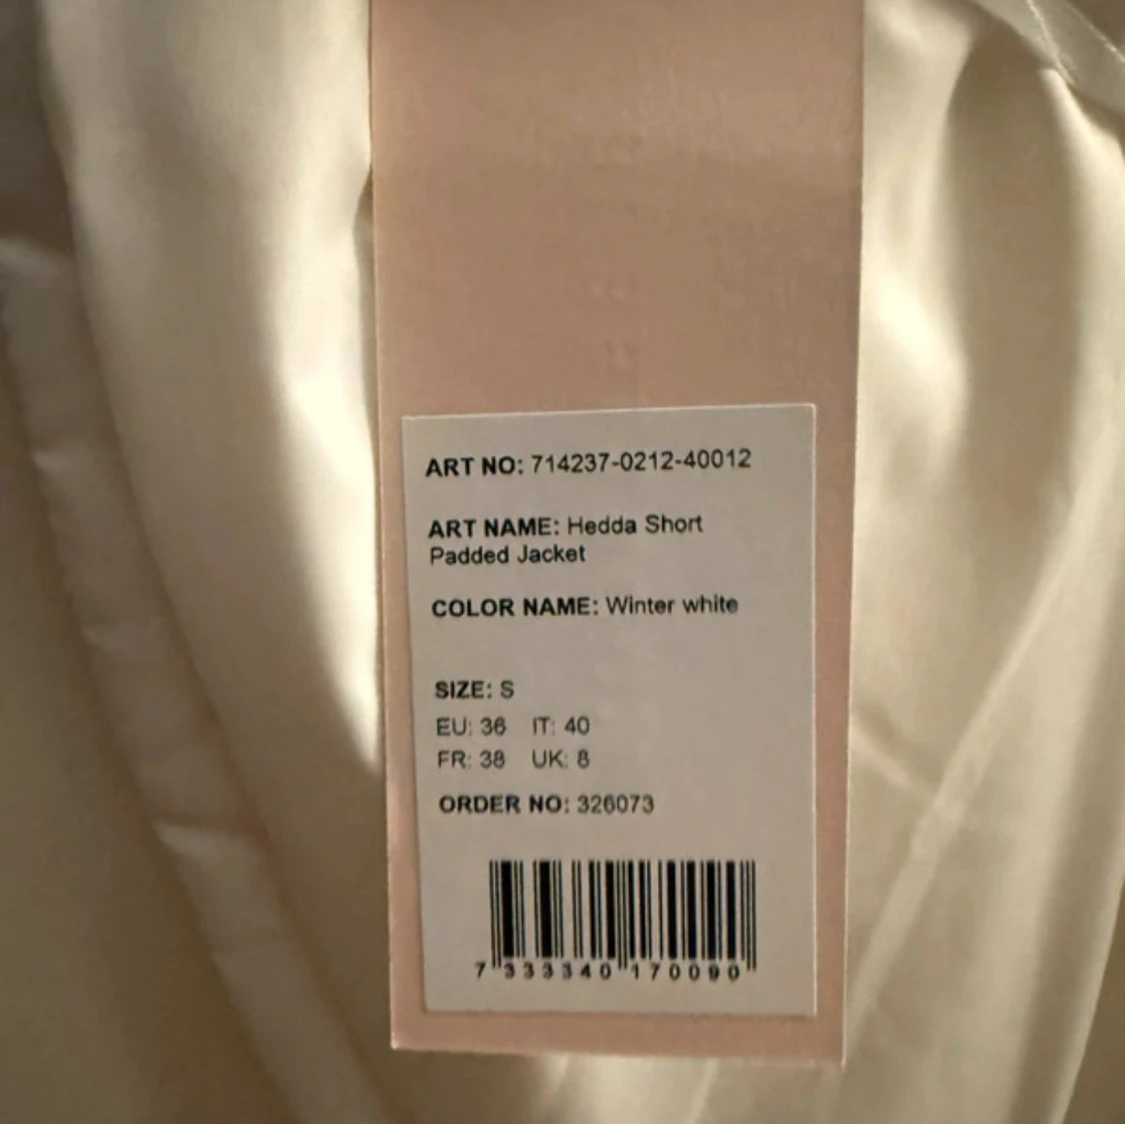 ART NO: 714237-0212-40012
ART NAME: Hedda Short
Padded Jacket
COLOR NAME: Winter white
SIZE: S
EU: 36 IT: 40
FR: 38 UK: 8
ORDER NO: 326073
7 333340 170090